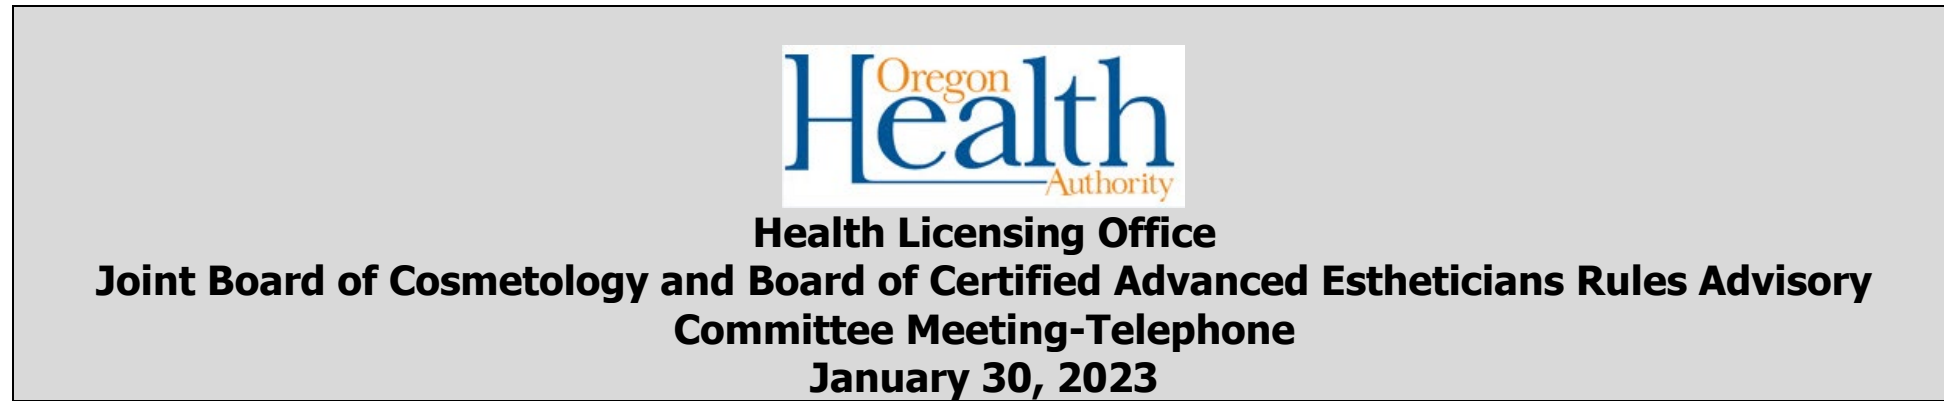 Oregon
Health
Authority
Health Licensing Office
Joint Board of Cosmetology and Board of Certified Advanced Estheticians Rules Advisory
Committee Meeting-Telephone
January 30, 2023